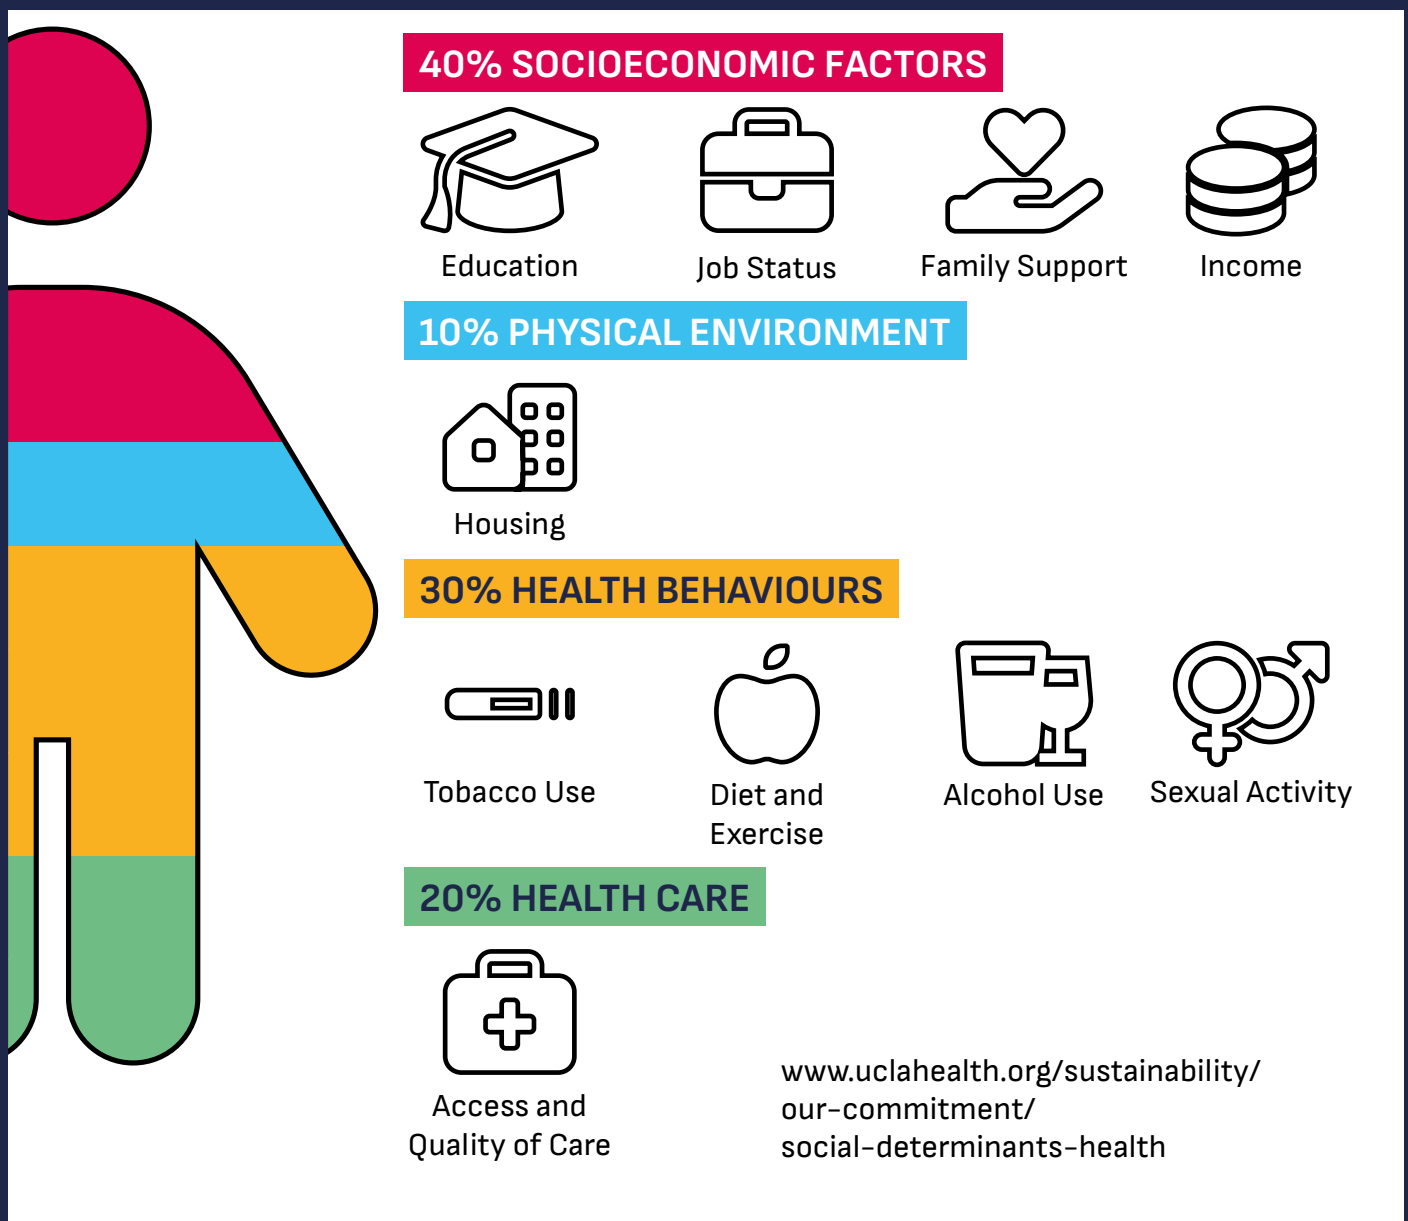 40% SOCIOECONOMIC FACTORS
Education
Job Status
Family Support
Income
10% PHYSICAL ENVIRONMENT
Housing
30% HEALTH BEHAVIOURS
Tobacco Use
Diet and
Exercise
Alcohol Use
Sexual Activity
20% HEALTH CARE
Access and
Quality of Care
www.uclahealth.org/sustainability/
our-commitment/
social-determinants-health